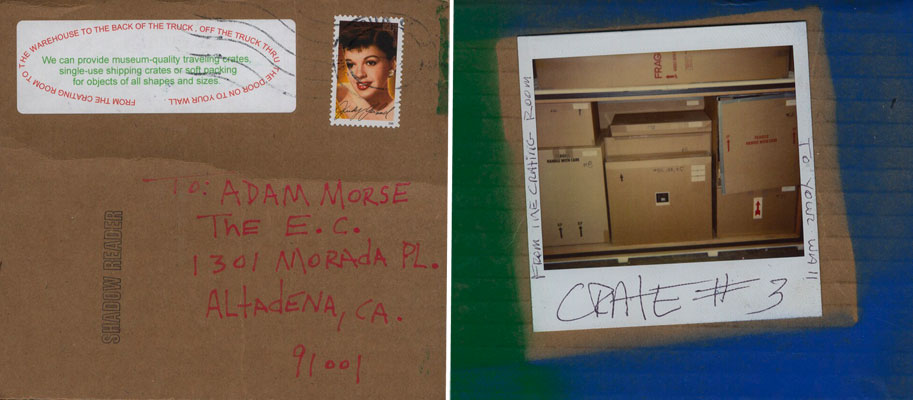 THE WAREHOUSE TO THE BACK OF THE TRUCK, OFF THE TRUCK THRU THE DOOR ON TO YOUR WALL
FROM THE CRATING ROOM TO
We can provide museum-quality traveling crates,
single-use shipping crates or soft packing
for objects of all shapes and sizes.
Judy Garland
TO: ADAM MORSE
The E.C.
1301 MORADA PL.
ALTADENA, CA.
91001
SHADOW READER
FROM THE CRATING ROOM
TO YOUR WALL
FRAG
HANDLE WITH CARE
CRATE # 3